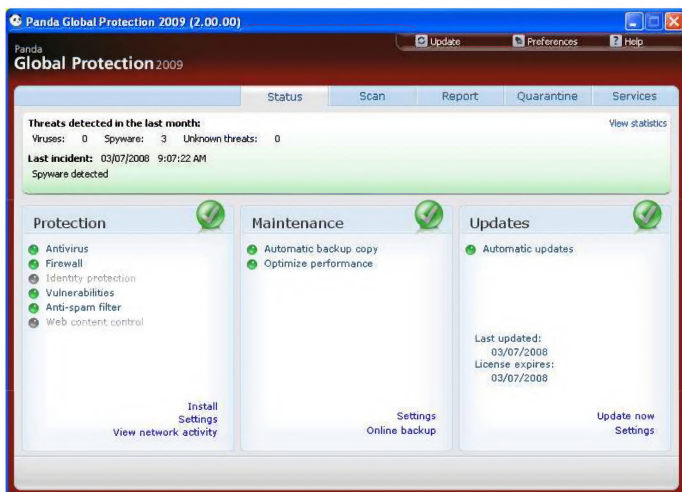 Panda Global Protection 2009 (2.00.00)
Update Preferences Help
Panda
Global Protection 2009
Status Scan Report Quarantine Services
Threats detected in the last month: View statistics
Viruses: 0 Spyware: 3 Unknown threats: 0
Last incident: 03/07/2008 9:07:22 AM
Spyware detected
Protection
Antivirus
Firewall
Identity protection
Vulnerabilities
Anti-spam filter
Web content control
Install
Settings
View network activity
Maintenance
Automatic backup copy
Optimize performance
Settings
Online backup
Updates
Automatic updates
Last updated:
03/07/2008
License expires:
03/07/2008
Update now
Settings